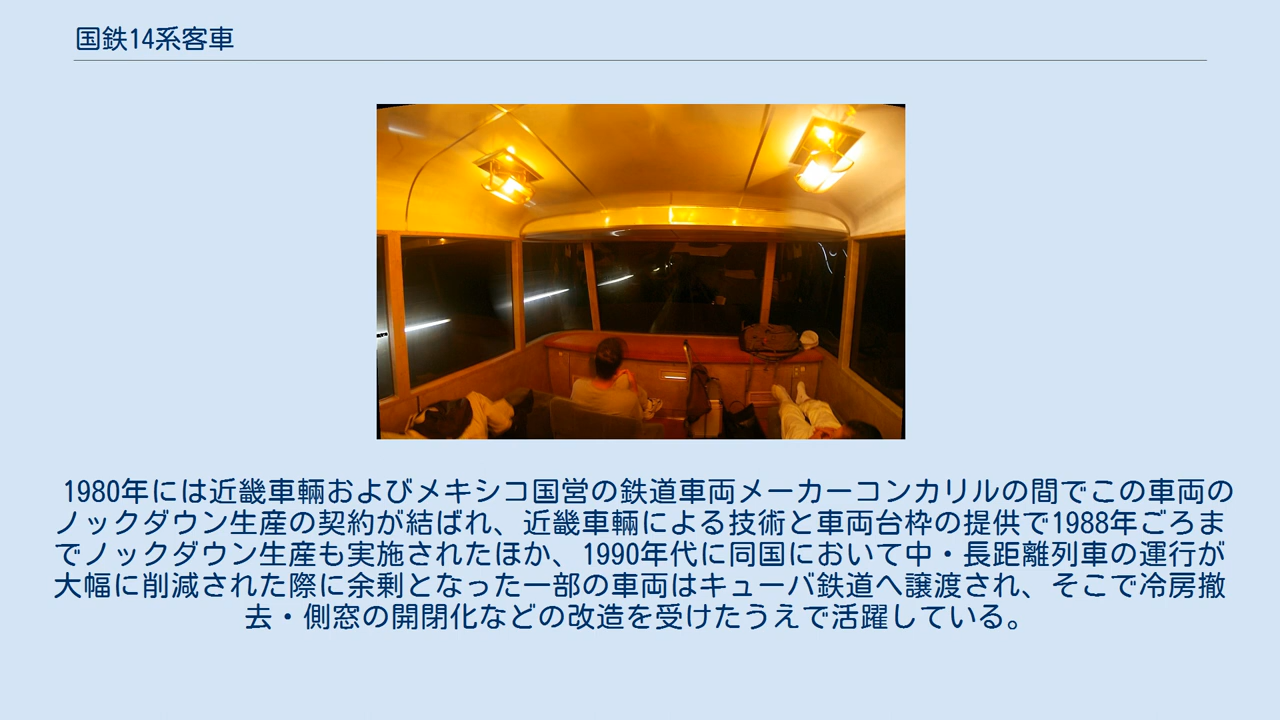 国鉄14系客車
1980年には近畿車輛およびメキシコ国営の鉄道車両メーカーコンカリルの間でこの車両の
ノックダウン生産の契約が結ばれ、近畿車輛による技術と車両台枠の提供で1988年ごろま
でノックダウン生産も実施されたほか、1990年代に同国において中・長距離列車の運行が
大幅に削減された際に余剰となった一部の車両はキューバ鉄道へ譲渡され、そこで冷房撤
去・側窓の開閉化などの改造を受けたうえで活躍している。